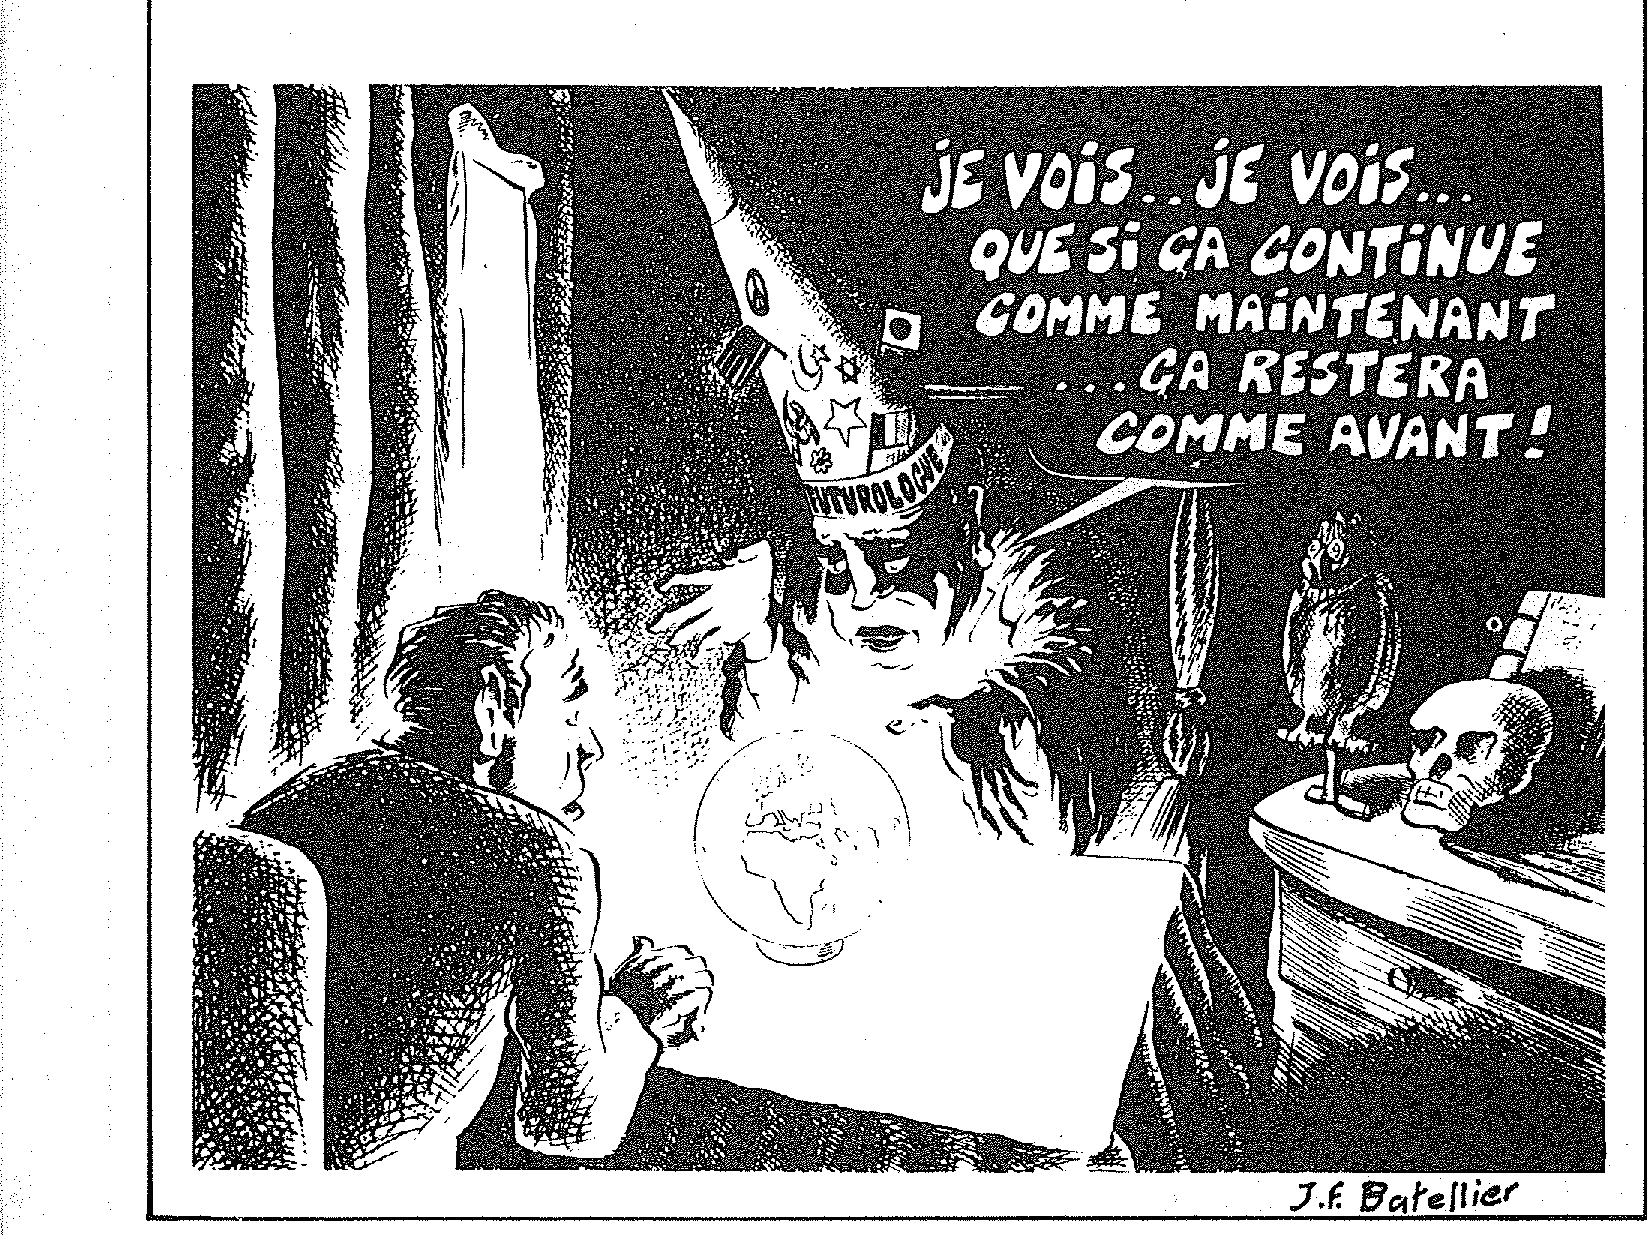 JE VOIS.. JE VOIS...
QUE SI ÇA CONTINUE
COMME MAINTENANT
...ÇA RESTERA
COMME AVANT !
FUTUROLOGUE
J.F. Batellier